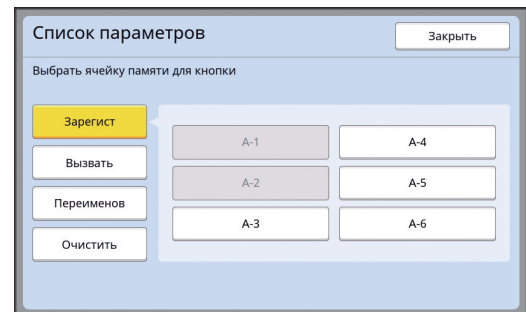 Список параметров
Закрыть
Выбрать ячейку памяти для кнопки
Зарегист
Вызвать
Переименов
Очистить
A-1
A-4
A-2
A-5
A-3
A-6